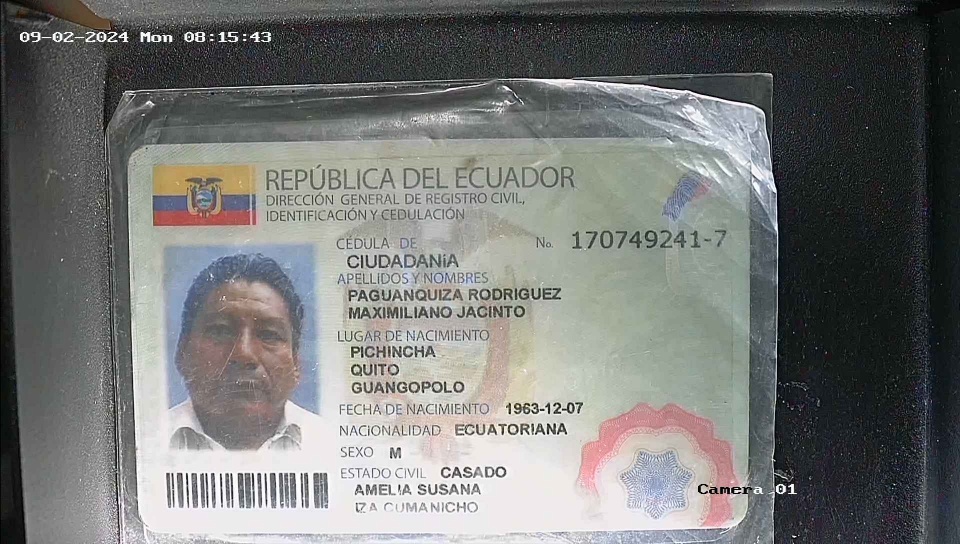 09-02-2024 Mon 08:15:43
REPÚBLICA DEL ECUADOR
DIRECCIÓN GENERAL DE REGISTRO CIVIL,
IDENTIFICACIÓN Y CEDULACIÓN
CÉDULA DE No. 170749241-7
CIUDADANÍA
APELLIDOS Y NOMBRES
PAGUANQUIZA RODRIGUEZ
MAXIMILIANO JACINTO
LUGAR DE NACIMIENTO
PICHINCHA
QUITO
GUANGOPOLO
FECHA DE NACIMIENTO 1963-12-07
NACIONALIDAD ECUATORIANA
SEXO M
ESTADO CIVIL CASADO
AMELIA SUSANA
IZA CUMANICHO
Camera 01